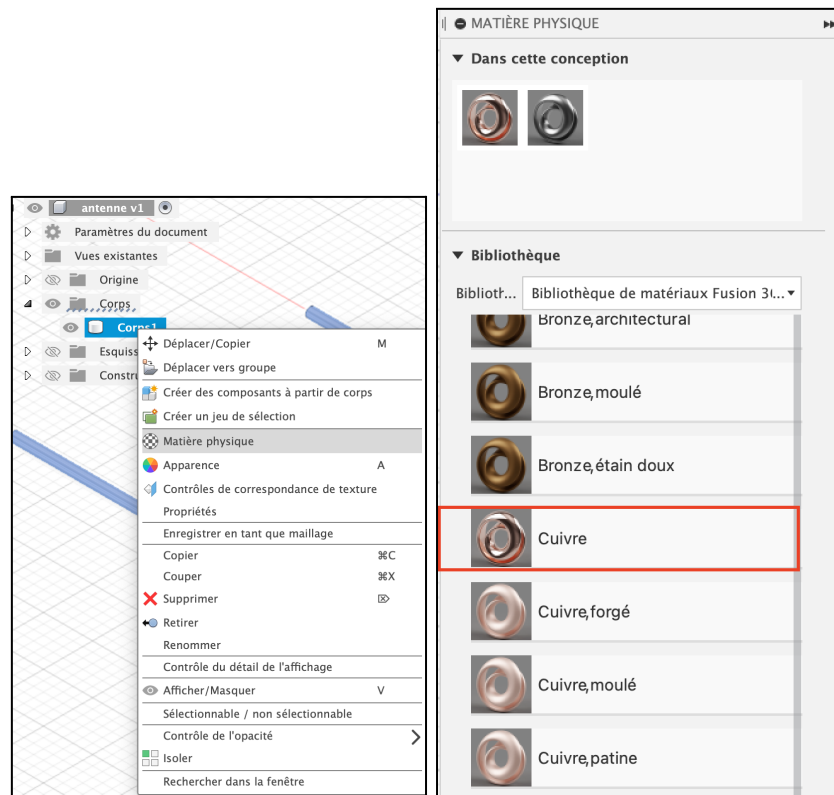 antenne v1
Paramètres du document
Vues existantes
Origine
Corps
Corps1
Esquiss
Constru
Déplacer/Copier M
Déplacer vers groupe
Créer des composants à partir de corps
Créer un jeu de sélection
Matière physique
Apparence A
Contrôles de correspondance de texture
Propriétés
Enregistrer en tant que maillage
Copier ⌘C
Couper ⌘X
Supprimer ⌦
Retirer
Renommer
Contrôle du détail de l'affichage
Afficher/Masquer V
Sélectionnable / non sélectionnable
Contrôle de l'opacité
Isoler
Rechercher dans la fenêtre
MATIÈRE PHYSIQUE
Dans cette conception
Bibliothèque
Biblioth... Bibliothèque de matériaux Fusion 3(...
Bronze, architectural
Bronze, moulé
Bronze, étain doux
Cuivre
Cuivre, forgé
Cuivre, moulé
Cuivre, patine